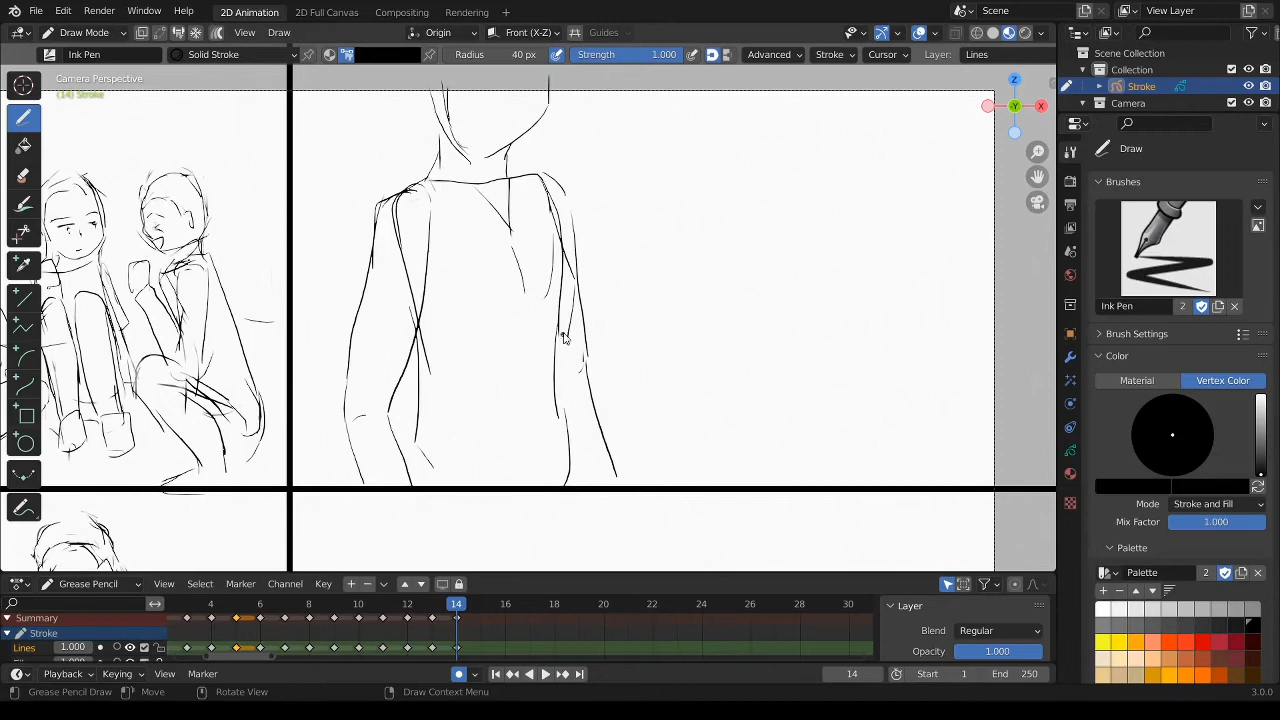 File Edit Render Window Help 2D Animation 2D Full Canvas Compositing Rendering + Scene View Layer
Draw Mode View Draw Origin Front (X-Z) Guides
Ink Pen Solid Stroke Radius 40 px Strength 1.000 Advanced Stroke Cursor Layer: Lines
Scene Collection
Collection
Stroke
Camera
Camera Perspective
(14) Stroke
Z
-Y X
Draw
Brushes
Ink Pen 2
Brush Settings
Color
Material Vertex Color
Mode Stroke and Fill
Mix Factor 1.000
Palette
Palette 2
Grease Pencil View Select Marker Channel Key
4 6 8 10 12 14 16 18 20 22 24 26 28 30
Summary
Stroke
Lines 1.000
Layer
Blend Regular
Opacity 1.000
Playback Keying View Marker 14 Start 1 End 250
Grease Pencil Draw Move Rotate View Draw Context Menu 3.0.0